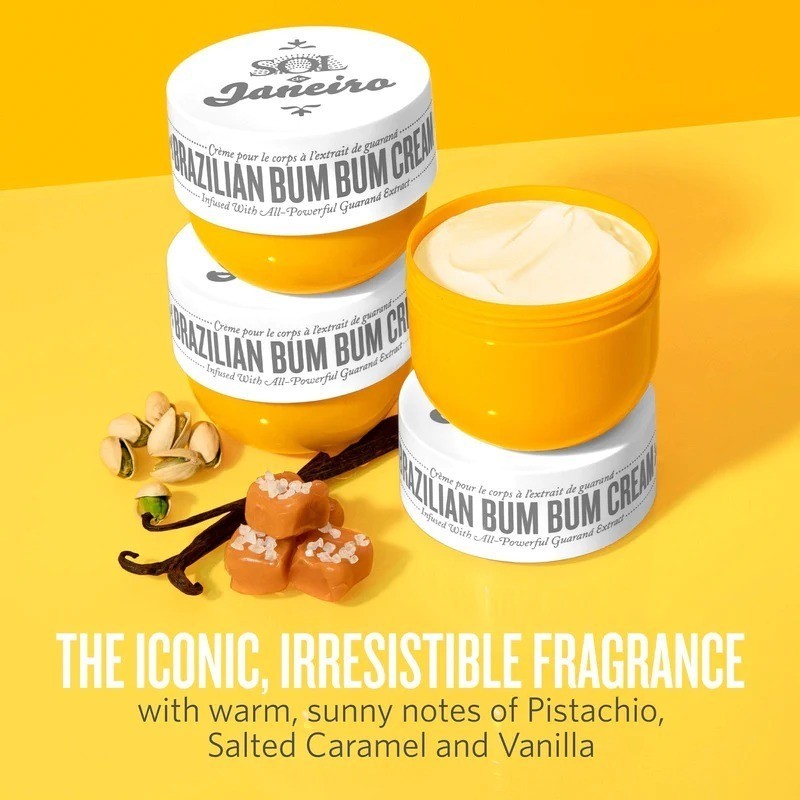 SOL
DE
Janeiro
Crème pour le corps à l'extrait de guaraná
BRAZILIAN BUM BUM CREAM
Infused With All-Powerful Guaraná Extract
Crème pour le corps à l'extrait de guaraná
BRAZILIAN BUM BUM CR
Infused With All-Powerful Guaraná Extract
Crème pour le corps à l'extrait de guaraná
BRAZILIAN BUM BUM CREAM
Infused With All-Powerful Guaraná Extract
THE ICONIC, IRRESISTIBLE FRAGRANCE
with warm, sunny notes of Pistachio,
Salted Caramel and Vanilla